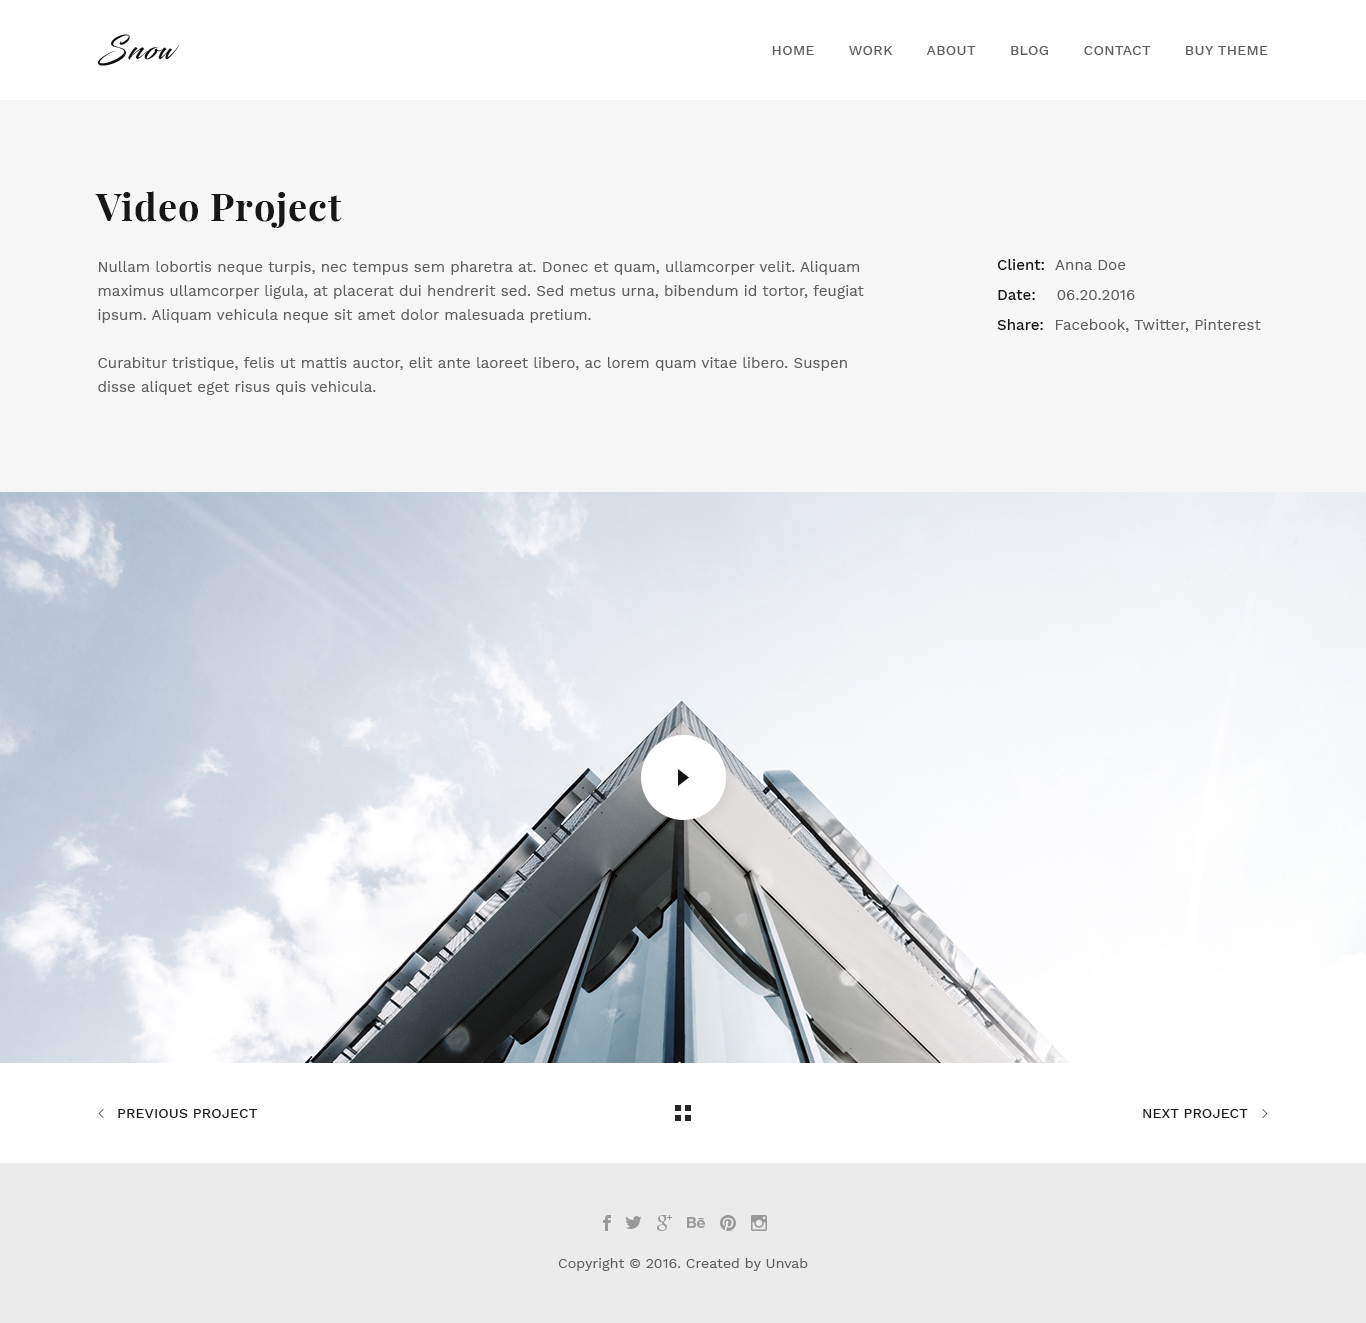 Snow
HOME WORK ABOUT BLOG CONTACT BUY THEME
Video Project
Nullam lobortis neque turpis, nec tempus sem pharetra at. Donec et quam, ullamcorper velit. Aliquam
maximus ullamcorper ligula, at placerat dui hendrerit sed. Sed metus urna, bibendum id tortor, feugiat
ipsum. Aliquam vehicula neque sit amet dolor malesuada pretium.
Curabitur tristique, felis ut mattis auctor, elit ante laoreet libero, ac lorem quam vitae libero. Suspen
disse aliquet eget risus quis vehicula.
Client: Anna Doe
Date: 06.20.2016
Share: Facebook, Twitter, Pinterest
PREVIOUS PROJECT
NEXT PROJECT
Copyright © 2016. Created by Unvab